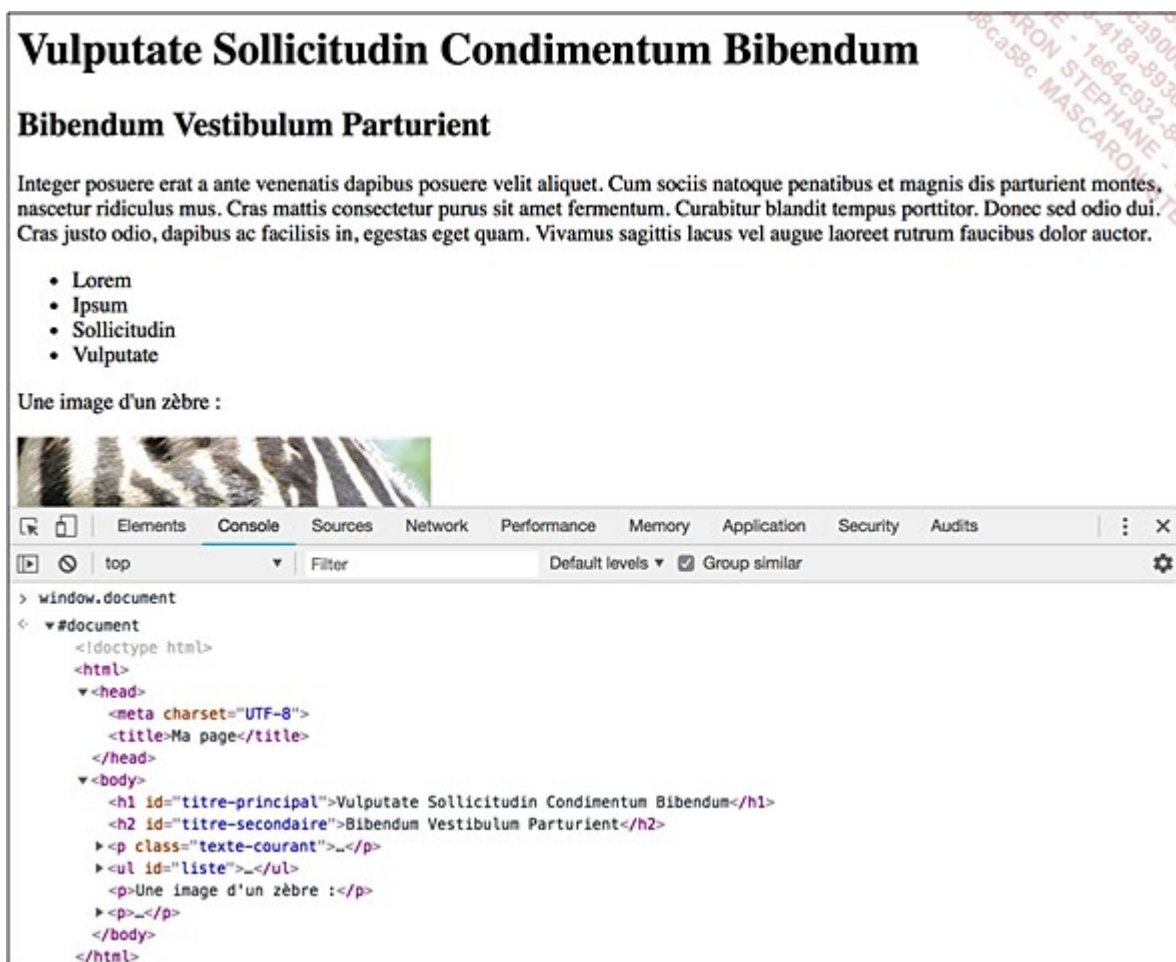 Vulputate Sollicitudin Condimentum Bibendum
Bibendum Vestibulum Parturient
Integer posuere erat a ante venenatis dapibus posuere velit aliquet. Cum sociis natoque penatibus et magnis dis parturient montes,
nascetur ridiculus mus. Cras mattis consectetur purus sit amet fermentum. Curabitur blandit tempus porttitor. Donec sed odio dui.
Cras justo odio, dapibus ac facilisis in, egestas eget quam. Vivamus sagittis lacus vel augue laoreet rutrum faucibus dolor auctor.
• Lorem
• Ipsum
• Sollicitudin
• Vulputate
Une image d'un zèbre :
Elements Console Sources Network Performance Memory Application Security Audits
top Filter Default levels ▼ Group similar
> window.document
▼#document
<!doctype html>
<html>
▼<head>
<meta charset="UTF-8">
<title>Ma page</title>
</head>
▼<body>
<h1 id="titre-principal">Vulputate Sollicitudin Condimentum Bibendum</h1>
<h2 id="titre-secondaire">Bibendum Vestibulum Parturient</h2>
▶<p class="texte-courant">…</p>
▶<ul id="liste">…</ul>
<p>Une image d'un zèbre :</p>
▶<p>…</p>
</body>
</html>
STEPHANE
MASCARON